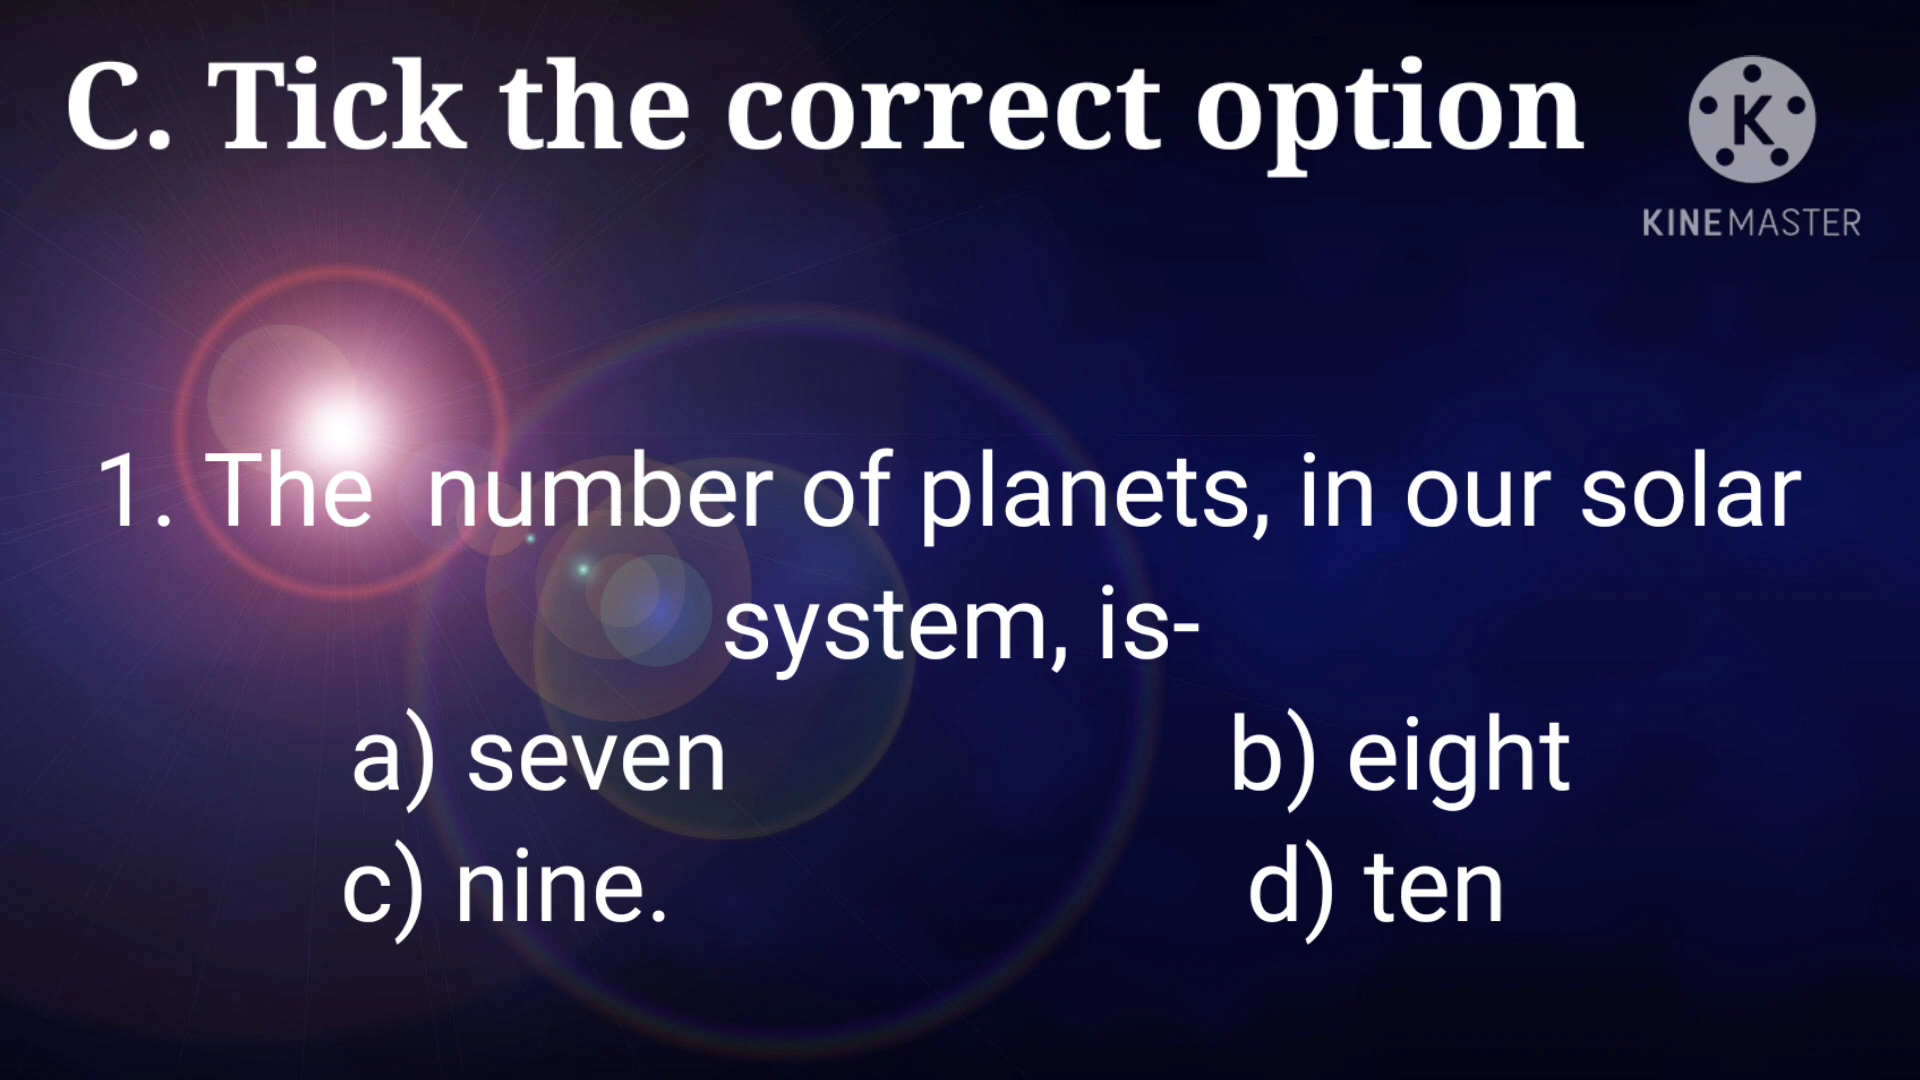 C. Tick the correct option
KINEMASTER
1. The number of planets, in our solar
system, is-
a) seven b) eight
c) nine. d) ten